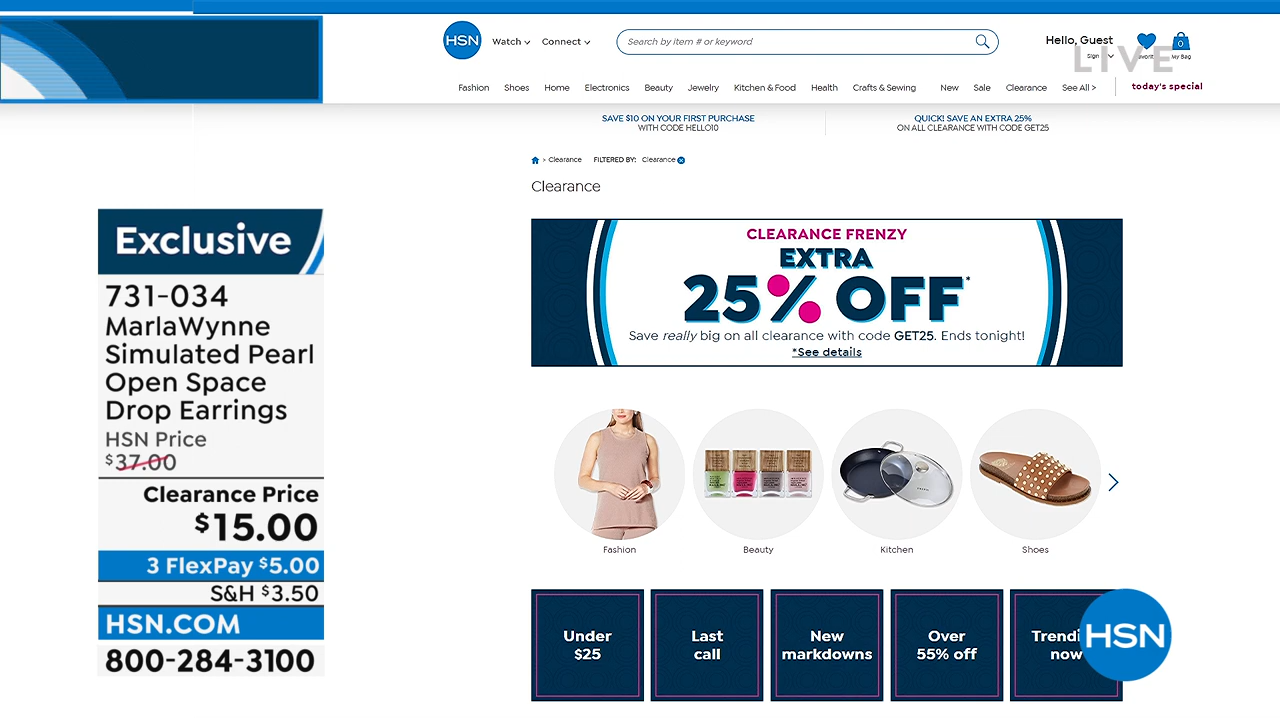 HSN Watch Connect Search by item # or keyword Hello, Guest
LIVE
Sign My Bag
0
Fashion Shoes Home Electronics Beauty Jewelry Kitchen & Food Health Crafts & Sewing New Sale Clearance See All > today's special
SAVE $10 ON YOUR FIRST PURCHASE
WITH CODE HELLO10
QUICK! SAVE AN EXTRA 25%
ON ALL CLEARANCE WITH CODE GET25
› Clearance FILTERED BY: Clearance
Clearance
Exclusive
731-034
MarlaWynne
Simulated Pearl
Open Space
Drop Earrings
HSN Price
$37.00
Clearance Price
$15.00
3 FlexPay $5.00
S&H $3.50
HSN.COM
800-284-3100
CLEARANCE FRENZY
EXTRA
25% OFF*
Save really big on all clearance with code GET25. Ends tonight!
*See details
Fashion
Beauty
Kitchen
Shoes
Under
$25
Last
call
New
markdowns
Over
55% off
now
HSN